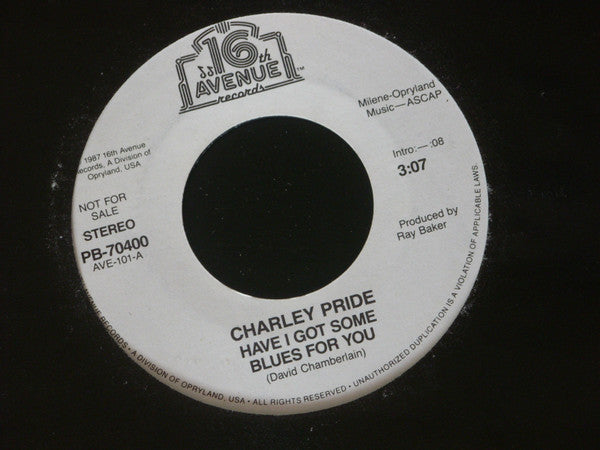 16th
AVENUE™
records
Milene-Opryland
Music—ASCAP
1987 16th Avenue
ecords, A Division of
Opryland, USA
Intro:—:08
3:07
NOT FOR
SALE
STEREO
PB-70400
AVE-101-A
Produced by
Ray Baker
CHARLEY PRIDE
HAVE I GOT SOME
BLUES FOR YOU
(David Chamberlain)
RECORDS • A DIVISION OF OPRYLAND, USA • ALL RIGHTS RESERVED • UNAUTHORIZED DUPLICATION IS A VIOLATION OF APPLICABLE LAWS.